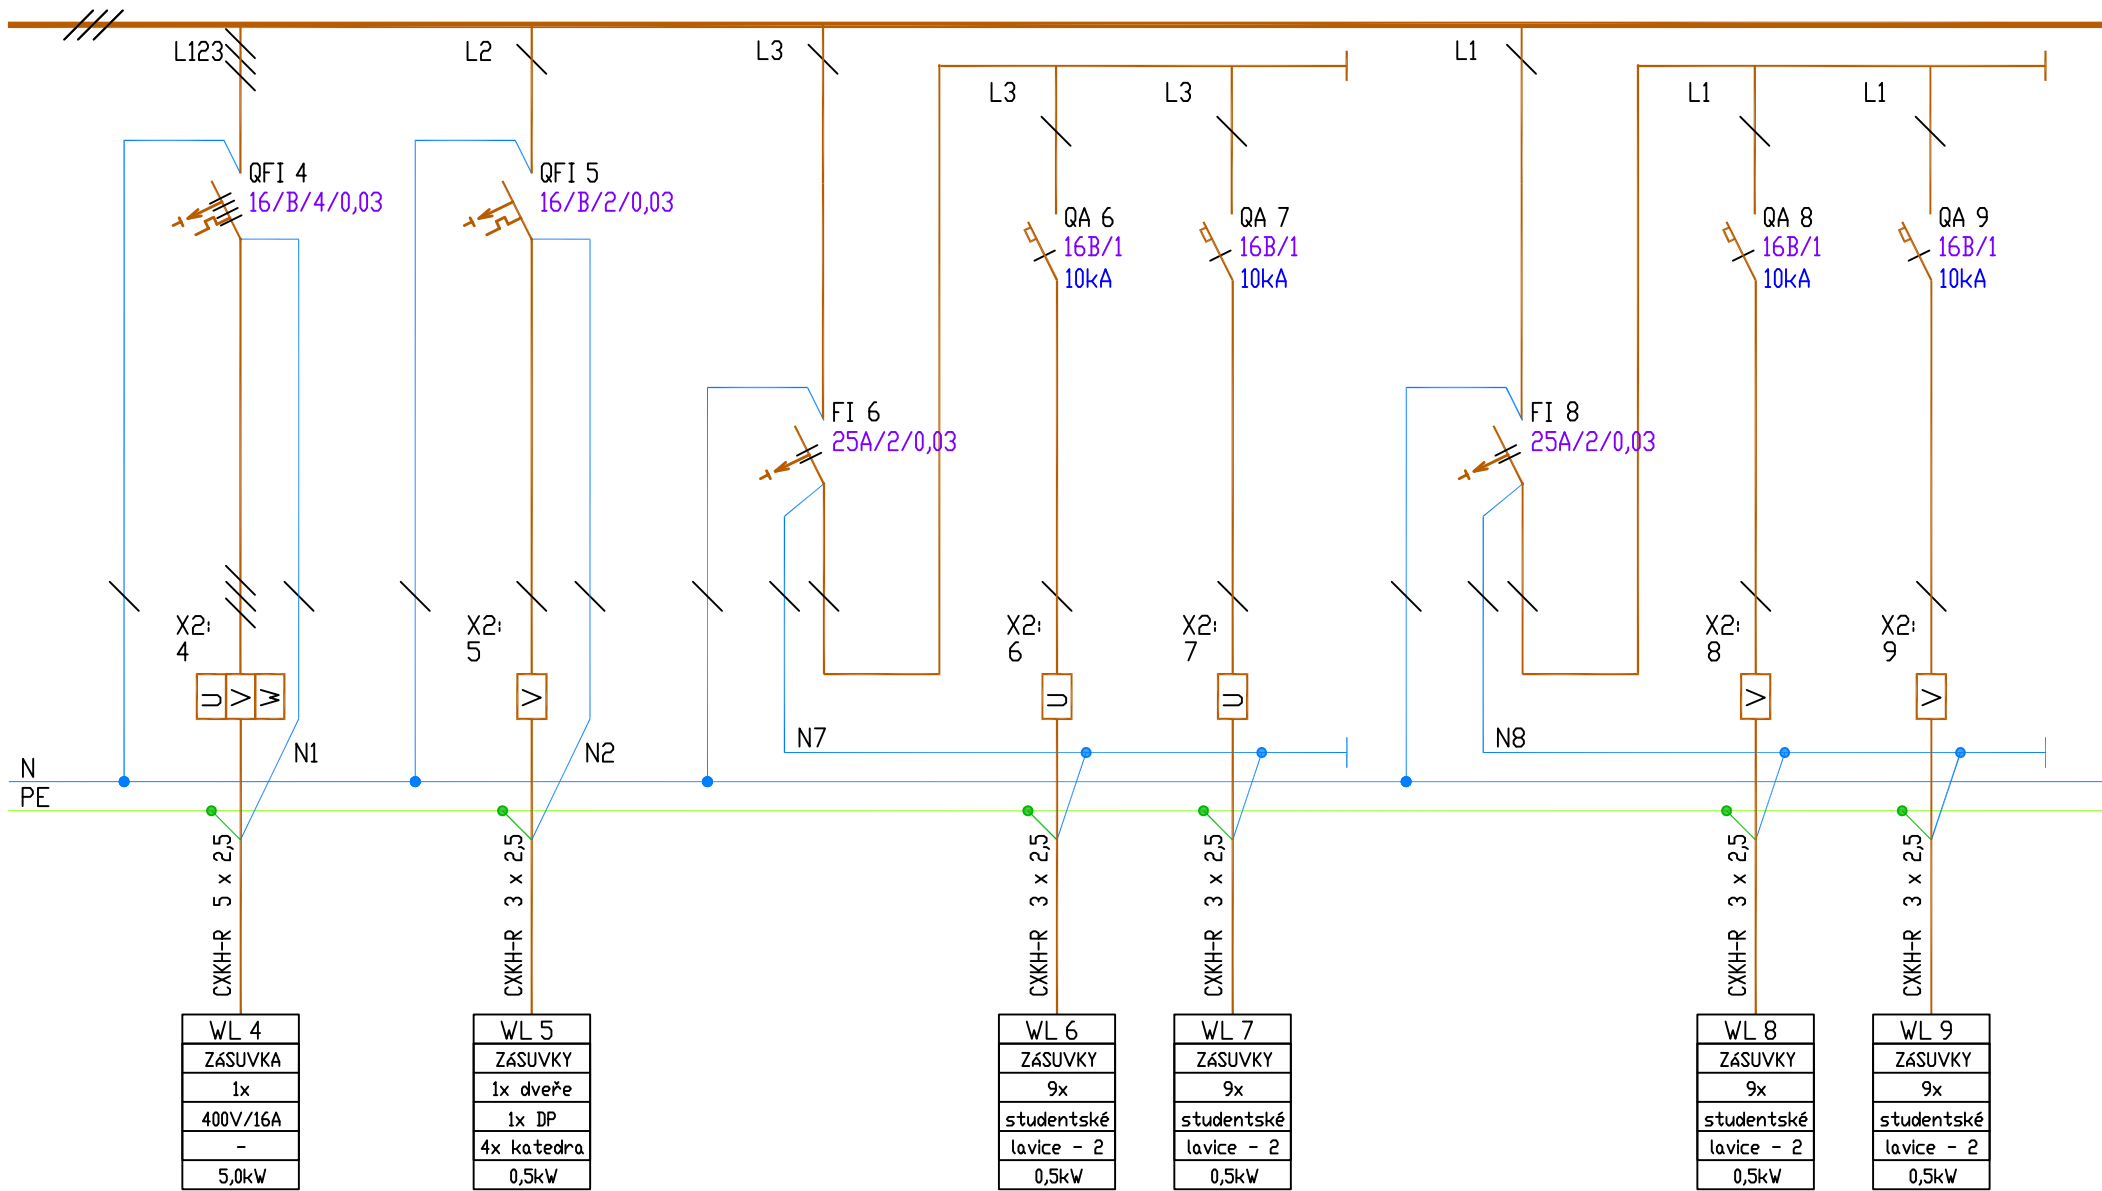 L123
L2
L3
L1
L3
L3
L1
L1
QFI 4
16/B/4/0,03
QFI 5
16/B/2/0,03
QA 6
16B/1
10kA
QA 7
16B/1
10kA
QA 8
16B/1
10kA
QA 9
16B/1
10kA
FI 6
25A/2/0,03
FI 8
25A/2/0,03
X2:
4
X2:
5
X2:
6
X2:
7
X2:
8
X2:
9
U V W
V
U
U
V
V
N1
N2
N7
N8
N
PE
CXKH-R 5 x 2,5
CXKH-R 3 x 2,5
CXKH-R 3 x 2,5
CXKH-R 3 x 2,5
CXKH-R 3 x 2,5
CXKH-R 3 x 2,5
WL 4
ZÁSUVKA
1x
400V/16A
-
5,0kW
WL 5
ZÁSUVKY
1x dveře
1x DP
4x katedra
0,5kW
WL 6
ZÁSUVKY
9x
studentské
lavice - 2
0,5kW
WL 7
ZÁSUVKY
9x
studentské
lavice - 2
0,5kW
WL 8
ZÁSUVKY
9x
studentské
lavice - 2
0,5kW
WL 9
ZÁSUVKY
9x
studentské
lavice - 2
0,5kW